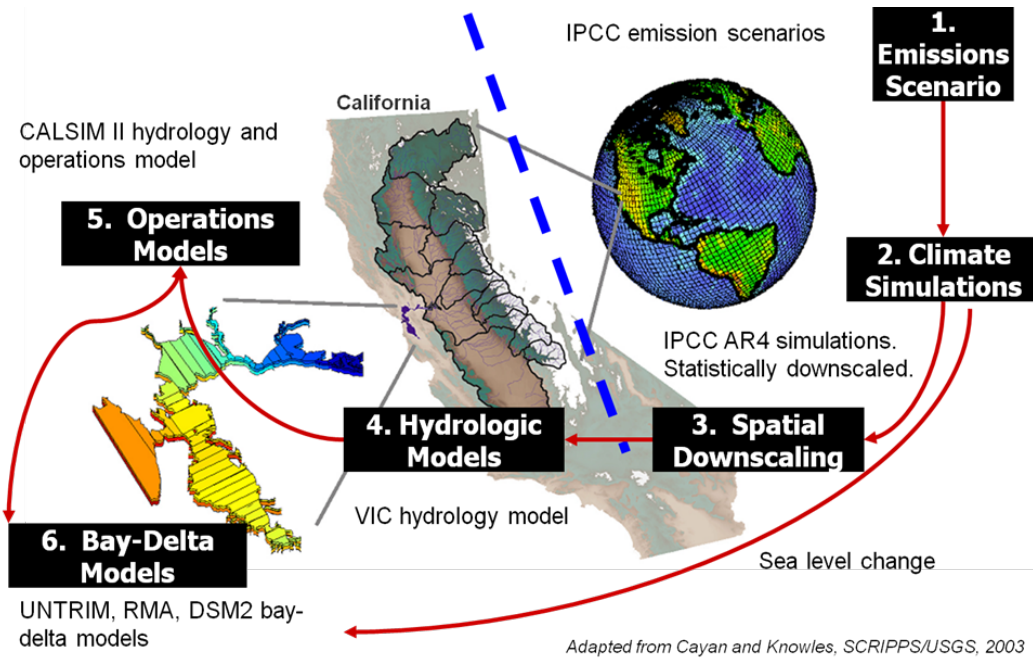 IPCC emission scenarios
1.
Emissions
Scenario
California
CALSIM II hydrology and
operations model
5. Operations
Models
2. Climate
Simulations
IPCC AR4 simulations.
Statistically downscaled.
4. Hydrologic
Models
3. Spatial
Downscaling
VIC hydrology model
6. Bay-Delta
Models
Sea level change
UNTRIM, RMA, DSM2 bay-
delta models
Adapted from Cayan and Knowles, SCRIPPS/USGS, 2003